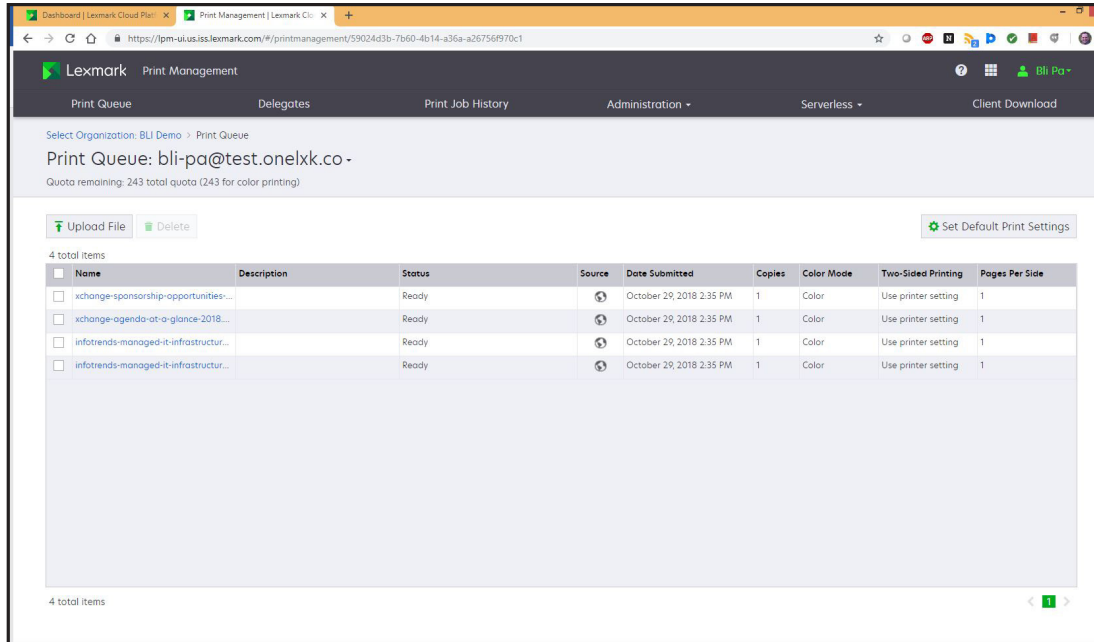 Dashboard | Lexmark Cloud Platf Print Management | Lexmark Clo
https://lpm-ui.us.iss.lexmark.com/#/printmanagement/59024d3b-7b60-4b14-a36a-a26756f970c1
Lexmark Print Management Bli Pa
Print Queue Delegates Print Job History Administration Serverless Client Download
Select Organization: BLI Demo > Print Queue
Print Queue: bli-pa@test.onelxk.co
Quota remaining: 243 total quota (243 for color printing)
Upload File Delete Set Default Print Settings
4 total items
Name Description Status Source Date Submitted Copies Color Mode Two-Sided Printing Pages Per Side
xchange-sponsorship-opportunities-... Ready October 29, 2018 2:35 PM 1 Color Use printer setting 1
xchange-agenda-at-a-glance-2018.... Ready October 29, 2018 2:35 PM 1 Color Use printer setting 1
infotrends-managed-it-infrastructur... Ready October 29, 2018 2:35 PM 1 Color Use printer setting 1
infotrends-managed-it-infrastructur... Ready October 29, 2018 2:35 PM 1 Color Use printer setting 1
4 total items < 1 >